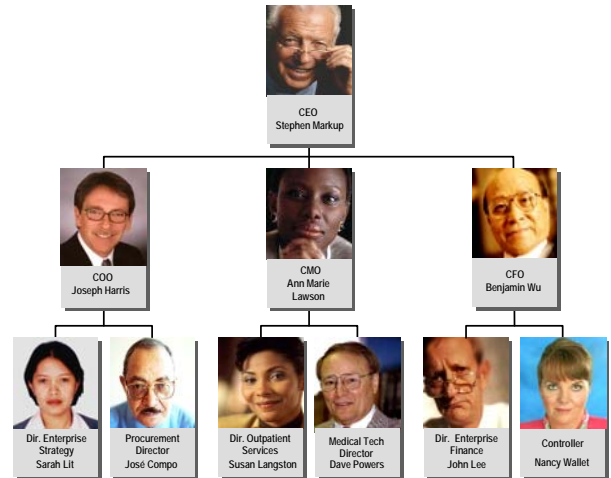 CEO
Stephen Markup
COO
Joseph Harris
CMO
Ann Marie
Lawson
CFO
Benjamin Wu
Dir. Enterprise
Strategy
Sarah Lit
Procurement
Director
José Compo
Dir. Outpatient
Services
Susan Langston
Medical Tech
Director
Dave Powers
Dir. Enterprise
Finance
John Lee
Controller
Nancy Wallet